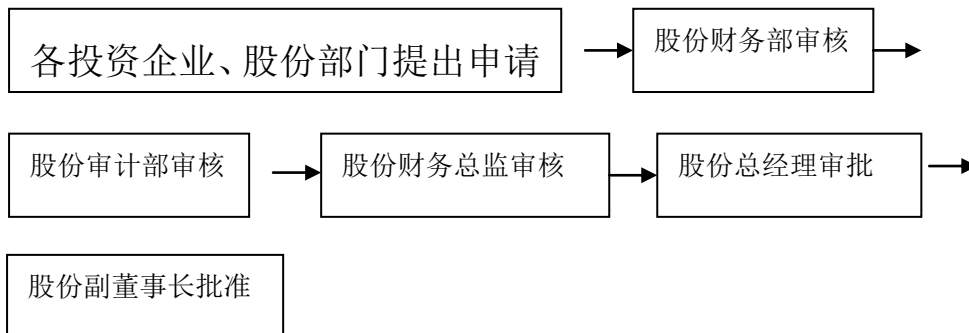 各投资企业、股份部门提出申请
股份财务部审核
股份审计部审核
股份财务总监审核
股份总经理审批
股份副董事长批准